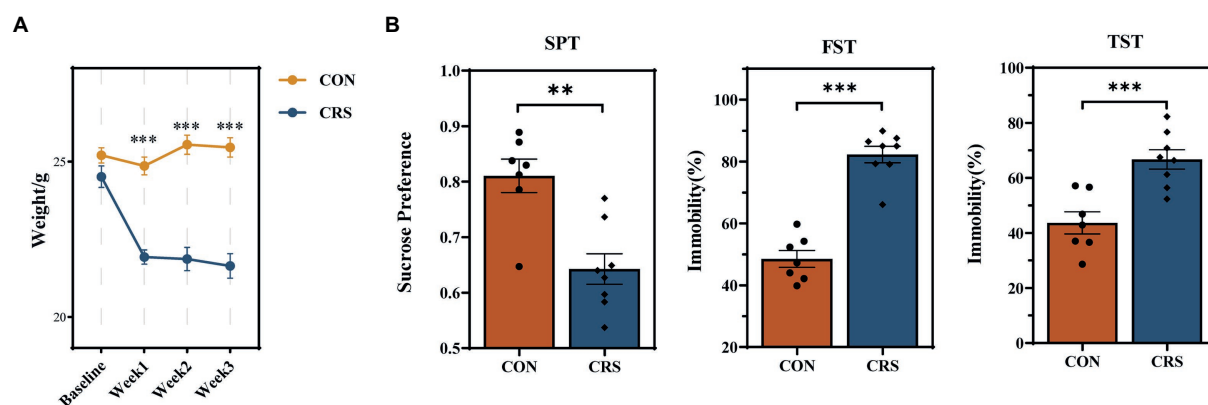 A
Weight/g
25
20
***
***
***
Baseline
Week1
Week2
Week3
CON
CRS
B
SPT
Sucrose Preference
1.0
0.9
0.8
0.7
0.6
0.5
**
CON
CRS
FST
Immobility(%)
100
80
60
40
20
***
CON
CRS
TST
Immobility(%)
100
80
60
40
20
0
***
CON
CRS